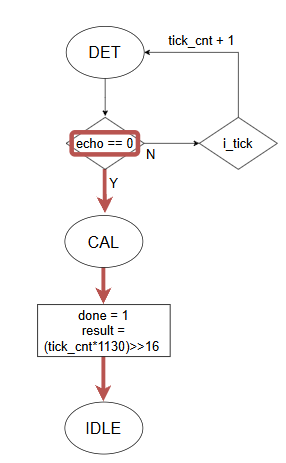 DET
tick_cnt + 1
echo == 0
N
i_tick
Y
CAL
done = 1
result =
(tick_cnt*1130)>>16
IDLE